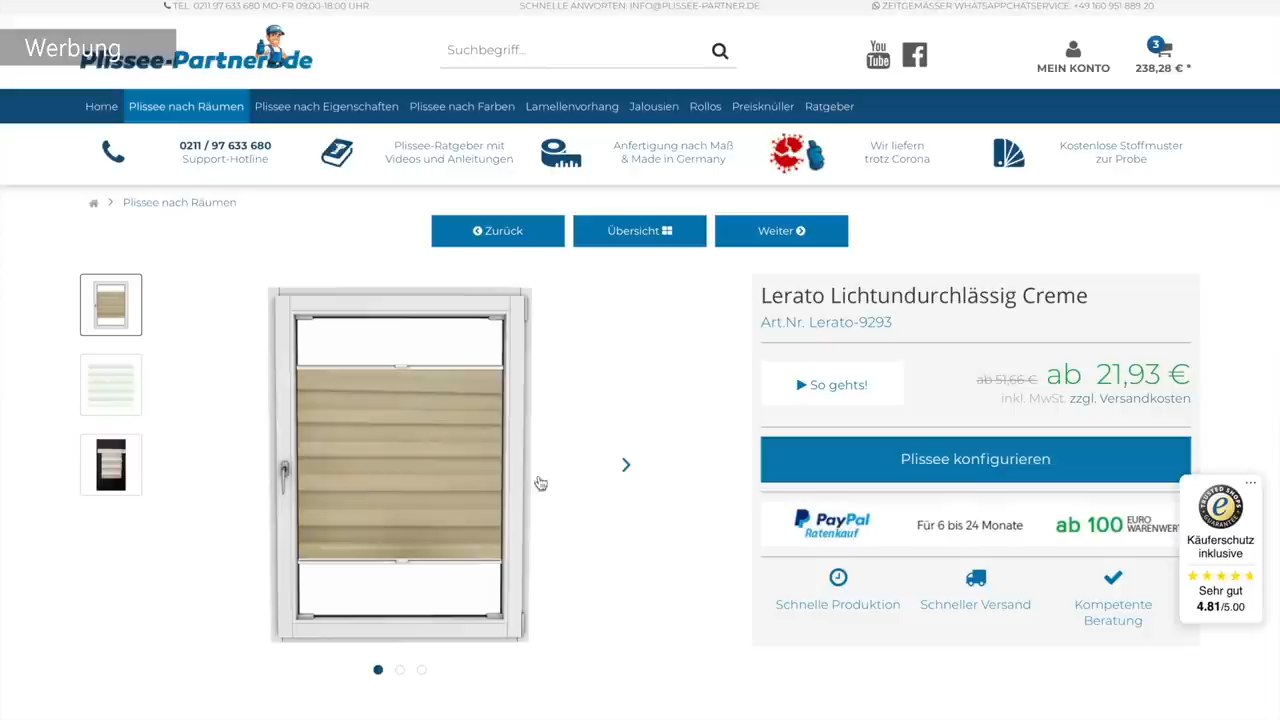 TEL. 0211 97 633 680 MO-FR 09:00-18:00 UHR
SCHNELLE ANWORTEN: INFO@PLISSEE-PARTNER.DE
ZEITGEMÄSSER WHATSAPPCHATSERVICE: +49 160 951 889 20
Werbung
Plissee-Partner.de
Suchbegriff...
You
Tube
MEIN KONTO
3
238,28 € *
Home
Plissee nach Räumen
Plissee nach Eigenschaften
Plissee nach Farben
Lamellenvorhang
Jalousien
Rollos
Preisknüller
Ratgeber
0211 / 97 633 680
Support-Hotline
Plissee-Ratgeber mit
Videos und Anleitungen
Anfertigung nach Maß
& Made in Germany
Wir liefern
trotz Corona
Kostenlose Stoffmuster
zur Probe
Plissee nach Räumen
Zurück
Übersicht
Weiter
Lerato Lichtundurchlässig Creme
Art.Nr. Lerato-9293
So gehts!
ab 51,66 € ab 21,93 €
inkl. MwSt. zzgl. Versandkosten
Plissee konfigurieren
PayPal
Ratenkauf
Für 6 bis 24 Monate
ab 100 EURO
WARENWERT
Schnelle Produktion
Schneller Versand
Kompetente
Beratung
TRUSTED SHOPS
GUARANTEE
e
Käuferschutz
inklusive
Sehr gut
4.81/5.00